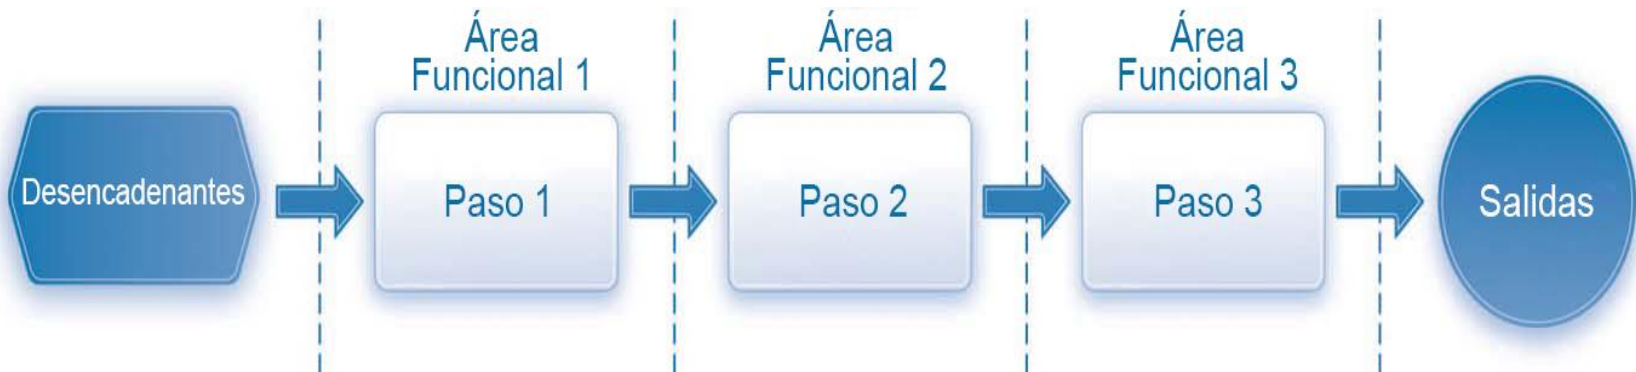 Desencadenantes
Área
Funcional 1
Paso 1
Área
Funcional 2
Paso 2
Área
Funcional 3
Paso 3
Salidas